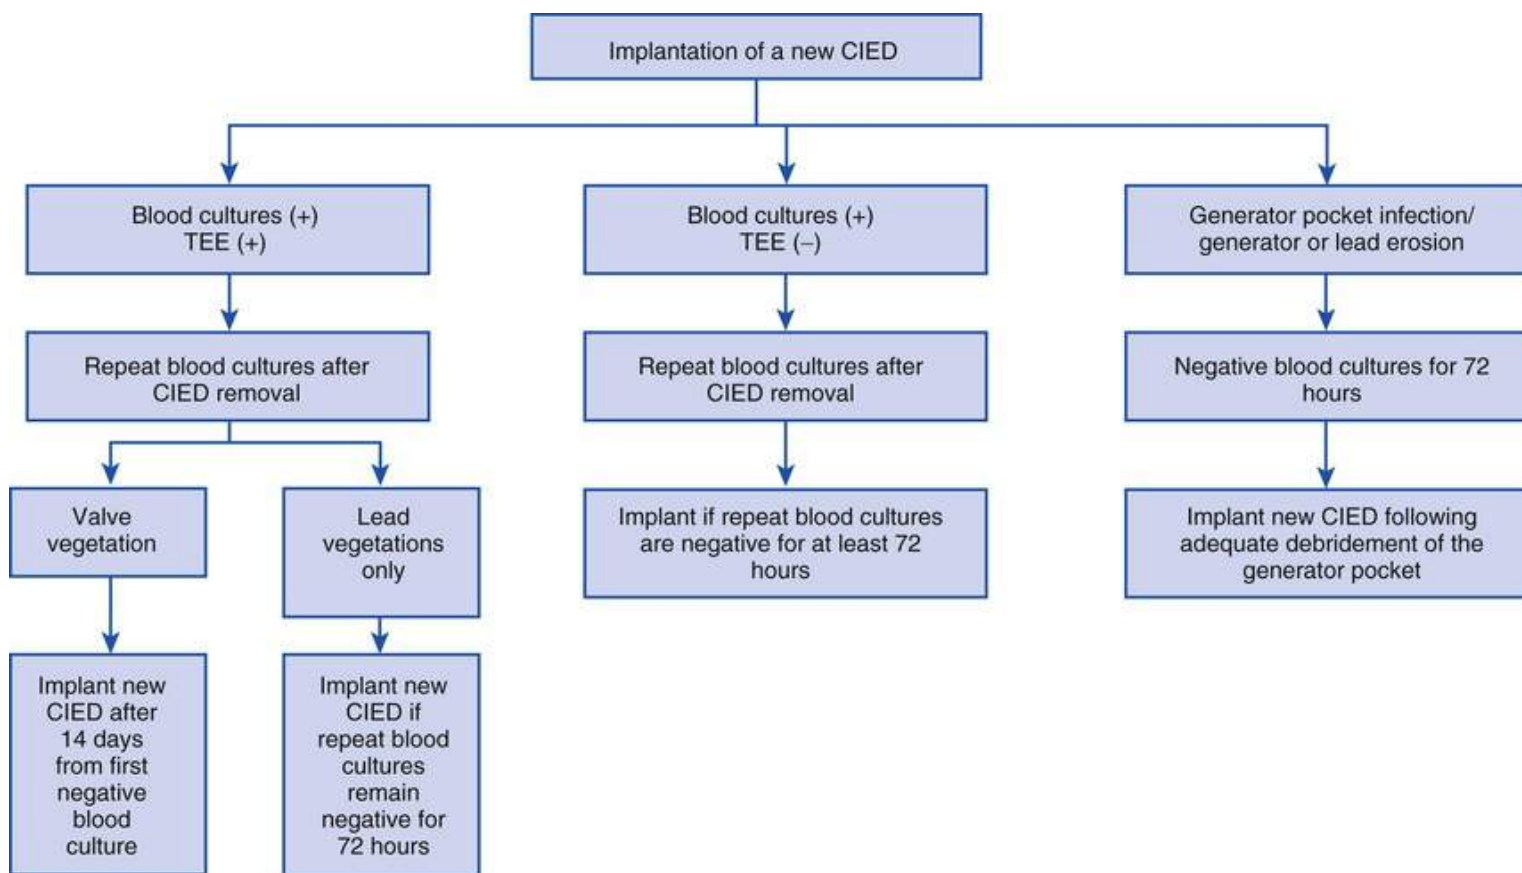 Implantation of a new CIED
Blood cultures (+)
TEE (+)
Blood cultures (+)
TEE (–)
Generator pocket infection/
generator or lead erosion
Repeat blood cultures after
CIED removal
Repeat blood cultures after
CIED removal
Negative blood cultures for 72
hours
Valve
vegetation
Lead
vegetations
only
Implant if repeat blood cultures
are negative for at least 72
hours
Implant new CIED following
adequate debridement of the
generator pocket
Implant new
CIED after
14 days
from first
negative
blood
culture
Implant new
CIED if
repeat blood
cultures
remain
negative for
72 hours